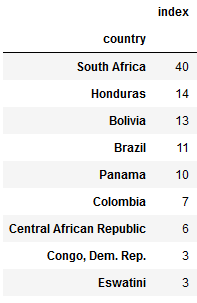 index
country
South Africa 40
Honduras 14
Bolivia 13
Brazil 11
Panama 10
Colombia 7
Central African Republic 6
Congo, Dem. Rep. 3
Eswatini 3